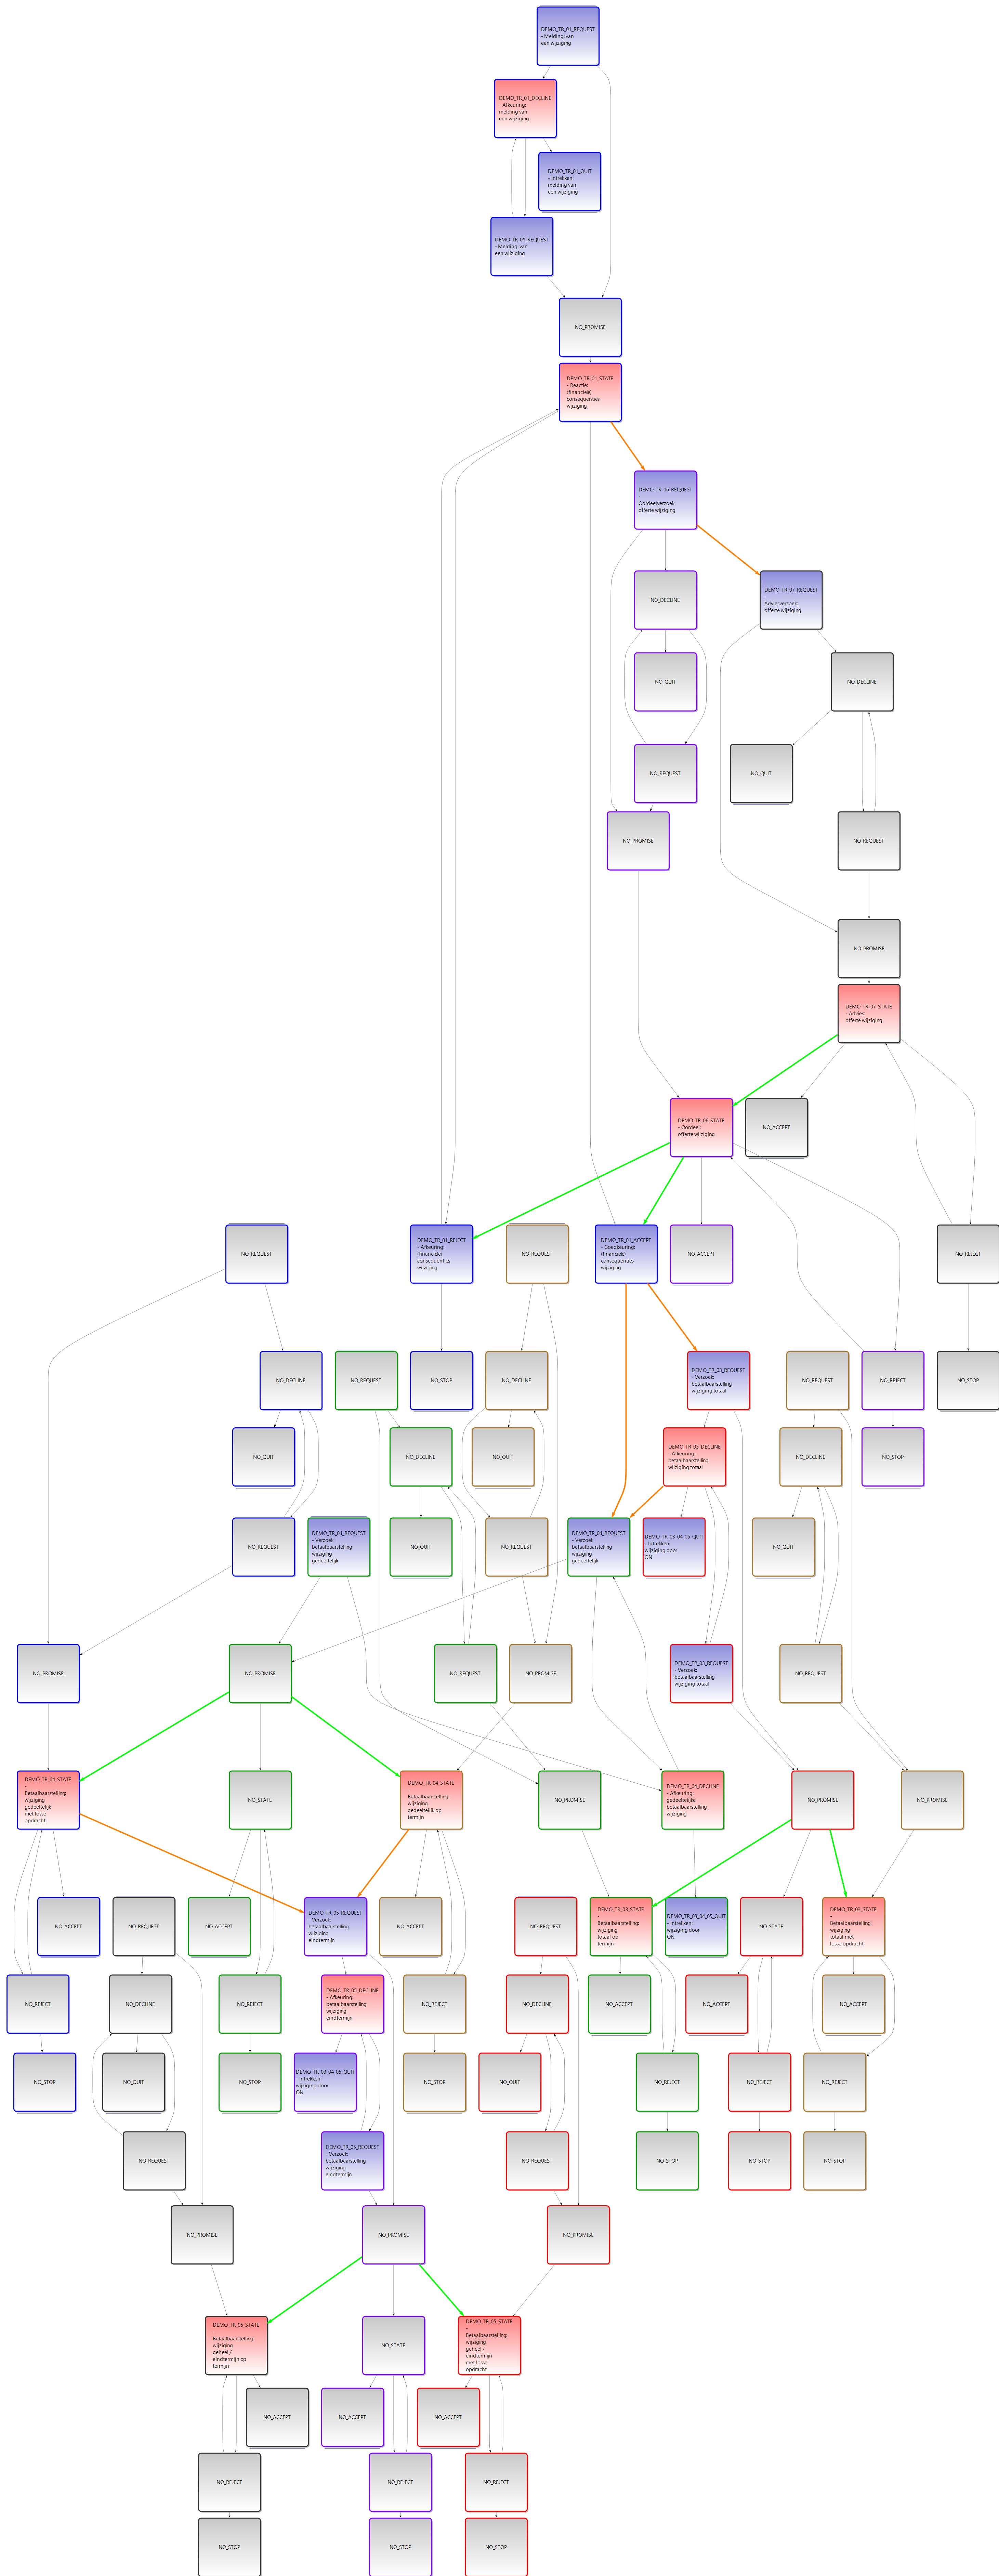 DEMO_TR_01_REQUEST
- Melding: van
een wijziging
DEMO_TR_01_DECLINE
- Afkeuring:
melding van
een wijziging
DEMO_TR_01_QUIT
- Intrekken:
melding van
een wijziging
DEMO_TR_01_REQUEST
- Melding: van
een wijziging
NO_PROMISE
DEMO_TR_01_STATE
- Reactie:
(financiele)
consequenties
wijziging
DEMO_TR_06_REQUEST
-
Oordeelverzoek:
offerte wijziging
NO_DECLINE
DEMO_TR_07_REQUEST
-
Adviesverzoek:
offerte wijziging
NO_QUIT
NO_DECLINE
NO_REQUEST
NO_QUIT
NO_PROMISE
NO_REQUEST
NO_PROMISE
DEMO_TR_07_STATE
- Advies:
offerte wijziging
DEMO_TR_06_STATE
- Oordeel:
offerte wijziging
NO_ACCEPT
NO_REQUEST
DEMO_TR_01_REJECT
- Afkeuring:
(financiele)
consequenties
wijziging
NO_REQUEST
DEMO_TR_01_ACCEPT
- Goedkeuring:
(financiele)
consequenties
wijziging
NO_ACCEPT
NO_REJECT
NO_DECLINE
NO_REQUEST
NO_STOP
NO_DECLINE
DEMO_TR_03_REQUEST
- Verzoek:
betaalbaarstelling
wijziging totaal
NO_REQUEST
NO_REJECT
NO_STOP
NO_QUIT
NO_DECLINE
NO_QUIT
DEMO_TR_03_DECLINE
- Afkeuring:
betaalbaarstelling
wijziging totaal
NO_DECLINE
NO_STOP
NO_REQUEST
DEMO_TR_04_REQUEST
- Verzoek:
betaalbaarstelling
wijziging
gedeeltelijk
NO_QUIT
NO_REQUEST
DEMO_TR_04_REQUEST
- Verzoek:
betaalbaarstelling
wijziging
gedeeltelijk
DEMO_TR_03_04_05_QUIT
- Intrekken:
wijziging door
ON
NO_QUIT
NO_PROMISE
NO_PROMISE
NO_REQUEST
NO_PROMISE
DEMO_TR_03_REQUEST
- Verzoek:
betaalbaarstelling
wijziging totaal
NO_REQUEST
DEMO_TR_04_STATE
-
Betaalbaarstelling:
wijziging
gedeeltelijk
met losse
opdracht
NO_STATE
DEMO_TR_04_STATE
-
Betaalbaarstelling:
wijziging
gedeeltelijk op
termijn
NO_PROMISE
DEMO_TR_04_DECLINE
- Afkeuring:
gedeeltelijke
betaalbaarstelling
wijziging
NO_PROMISE
NO_PROMISE
NO_ACCEPT
NO_REQUEST
NO_ACCEPT
DEMO_TR_05_REQUEST
- Verzoek:
betaalbaarstelling
wijziging
eindtermijn
NO_ACCEPT
NO_REQUEST
DEMO_TR_03_STATE
-
Betaalbaarstelling:
wijziging
totaal op
termijn
DEMO_TR_03_04_05_QUIT
- Intrekken:
wijziging door
ON
NO_STATE
DEMO_TR_03_STATE
-
Betaalbaarstelling:
wijziging
totaal met
losse opdracht
NO_REJECT
NO_DECLINE
NO_REJECT
DEMO_TR_05_DECLINE
- Afkeuring:
betaalbaarstelling
wijziging
eindtermijn
NO_REJECT
NO_DECLINE
NO_ACCEPT
NO_ACCEPT
NO_ACCEPT
NO_STOP
NO_QUIT
NO_STOP
DEMO_TR_03_04_05_QUIT
- Intrekken:
wijziging door
ON
NO_STOP
NO_QUIT
NO_REJECT
NO_REJECT
NO_REJECT
NO_REQUEST
DEMO_TR_05_REQUEST
- Verzoek:
betaalbaarstelling
wijziging
eindtermijn
NO_REQUEST
NO_STOP
NO_STOP
NO_STOP
NO_PROMISE
NO_PROMISE
NO_PROMISE
DEMO_TR_05_STATE
-
Betaalbaarstelling:
wijziging
geheel /
eindtermijn op
termijn
NO_STATE
DEMO_TR_05_STATE
-
Betaalbaarstelling:
wijziging
geheel /
eindtermijn
met losse
opdracht
NO_ACCEPT
NO_ACCEPT
NO_ACCEPT
NO_REJECT
NO_REJECT
NO_REJECT
NO_STOP
NO_STOP
NO_STOP